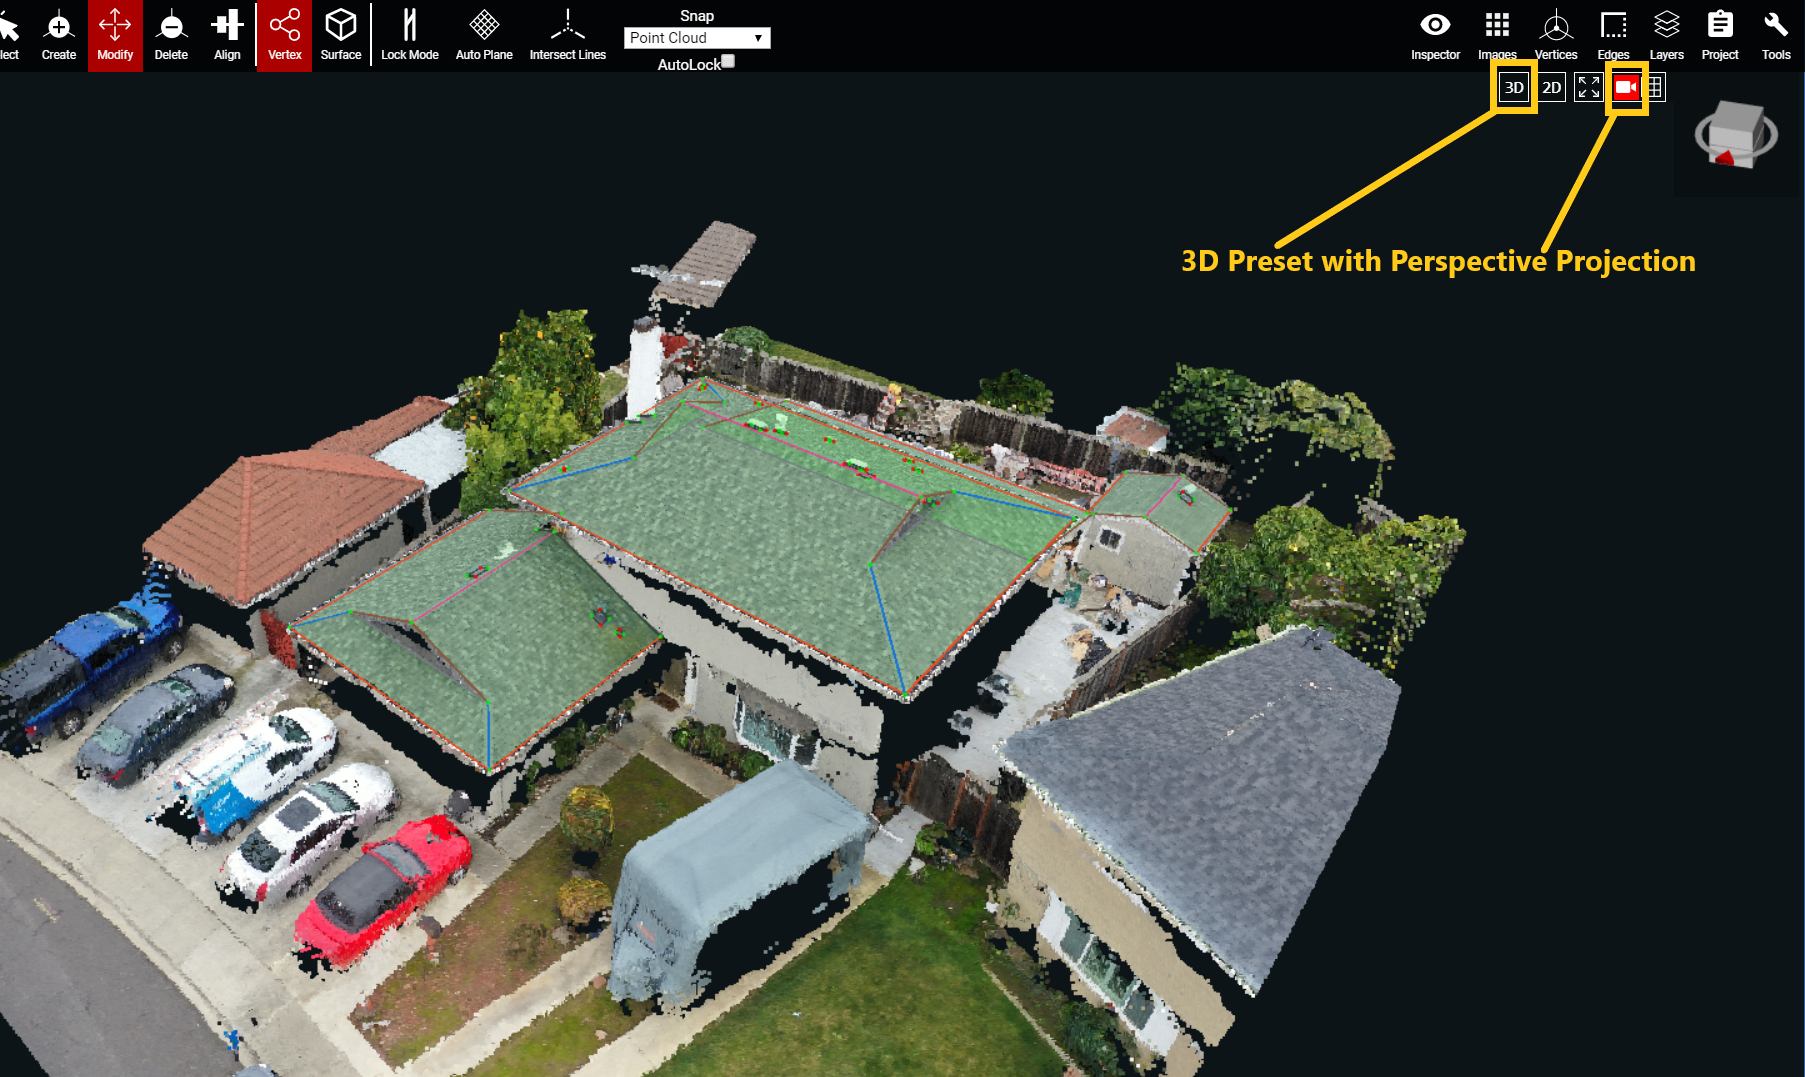 lect
Create
Modify
Delete
Align
Vertex
Surface
Lock Mode
Auto Plane
Intersect Lines
Snap
Point Cloud
AutoLock
Inspector
Images
Vertices
Edges
Layers
Project
Tools
3D
2D
3D Preset with Perspective Projection